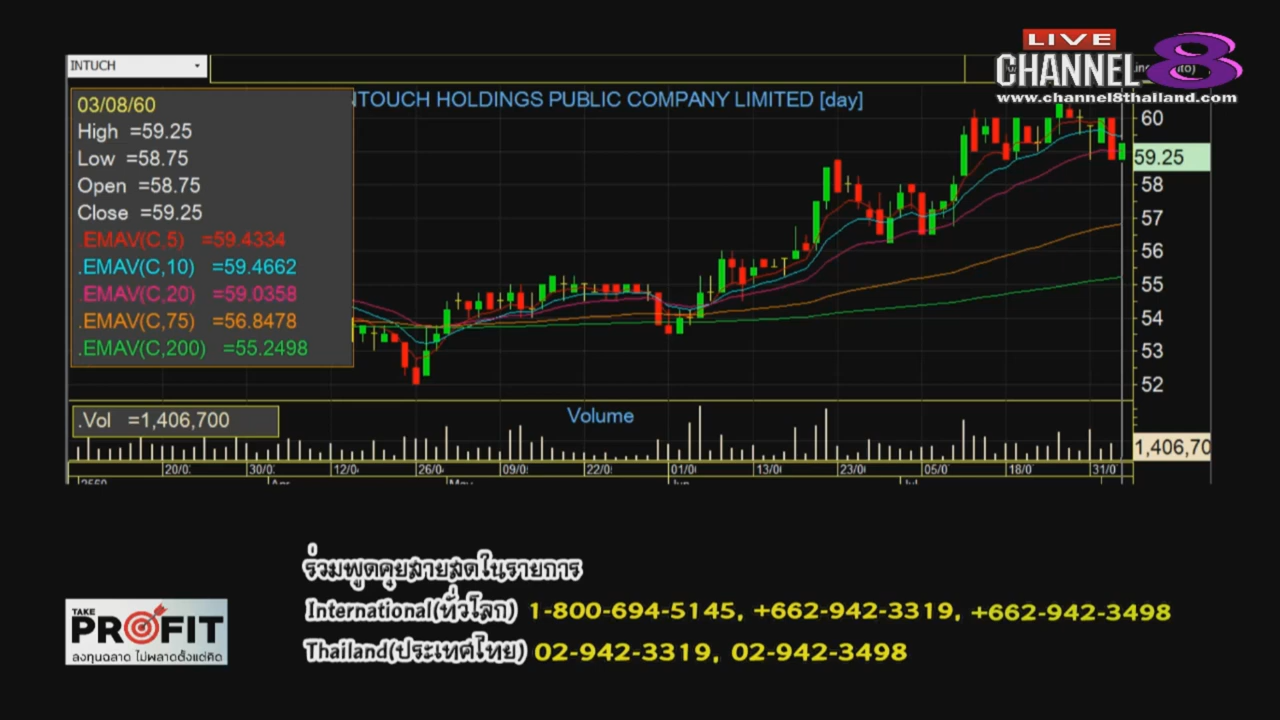 LIVE
CHANNEL 8
www.channel8thailand.com
INTUCH
NTOUCH HOLDINGS PUBLIC COMPANY LIMITED [day]
03/08/60
High =59.25
Low =58.75
Open =58.75
Close =59.25
.EMAV(C,5) =59.4334
.EMAV(C,10) =59.4662
.EMAV(C,20) =59.0358
.EMAV(C,75) =56.8478
.EMAV(C,200) =55.2498
60
59.25
58
57
56
55
54
53
52
.Vol =1,406,700
Volume
1,406,70
20/0 30/0 12/0 26/0 09/0 22/0 01/0 13/0 23/0 05/0 18/0 31/0
ร่วมพูดคุยสายสดในรายการ
International(ทั่วโลก) 1-800-694-5145, +662-942-3319, +662-942-3498
Thailand(ประเทศไทย) 02-942-3319, 02-942-3498
TAKE
PROFIT
ลงทุนฉลาด ไม่พลาดตั้งแต่คิด